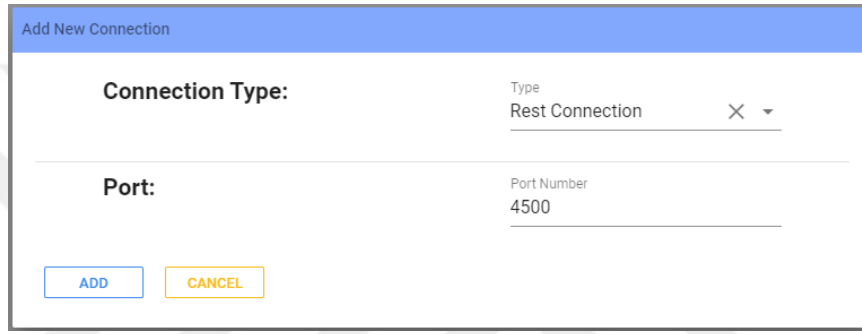 Add New Connection
Connection Type:
Type
Rest Connection
Port:
Port Number
4500
ADD
CANCEL